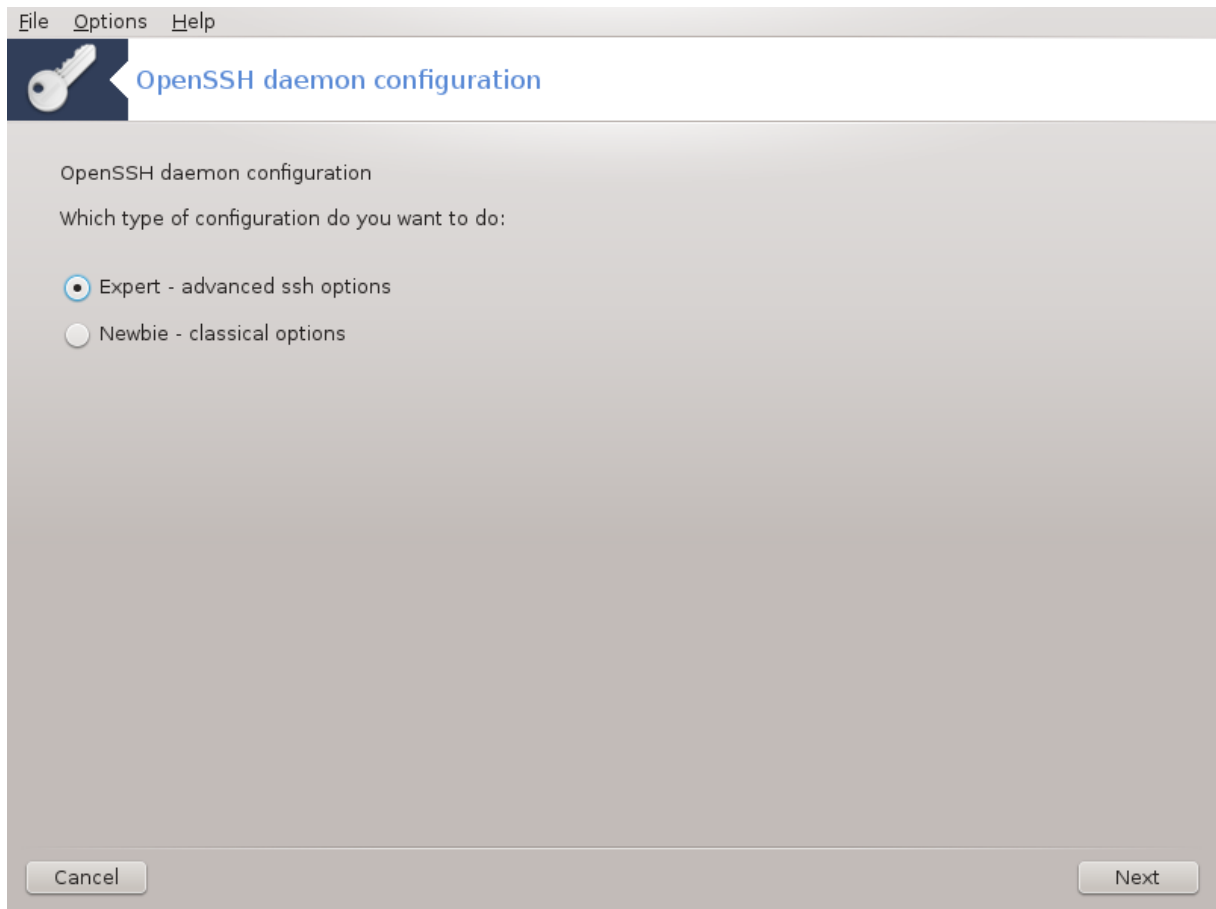 File Options Help
OpenSSH daemon configuration
OpenSSH daemon configuration
Which type of configuration do you want to do:
Expert - advanced ssh options
Newbie - classical options
Cancel Next